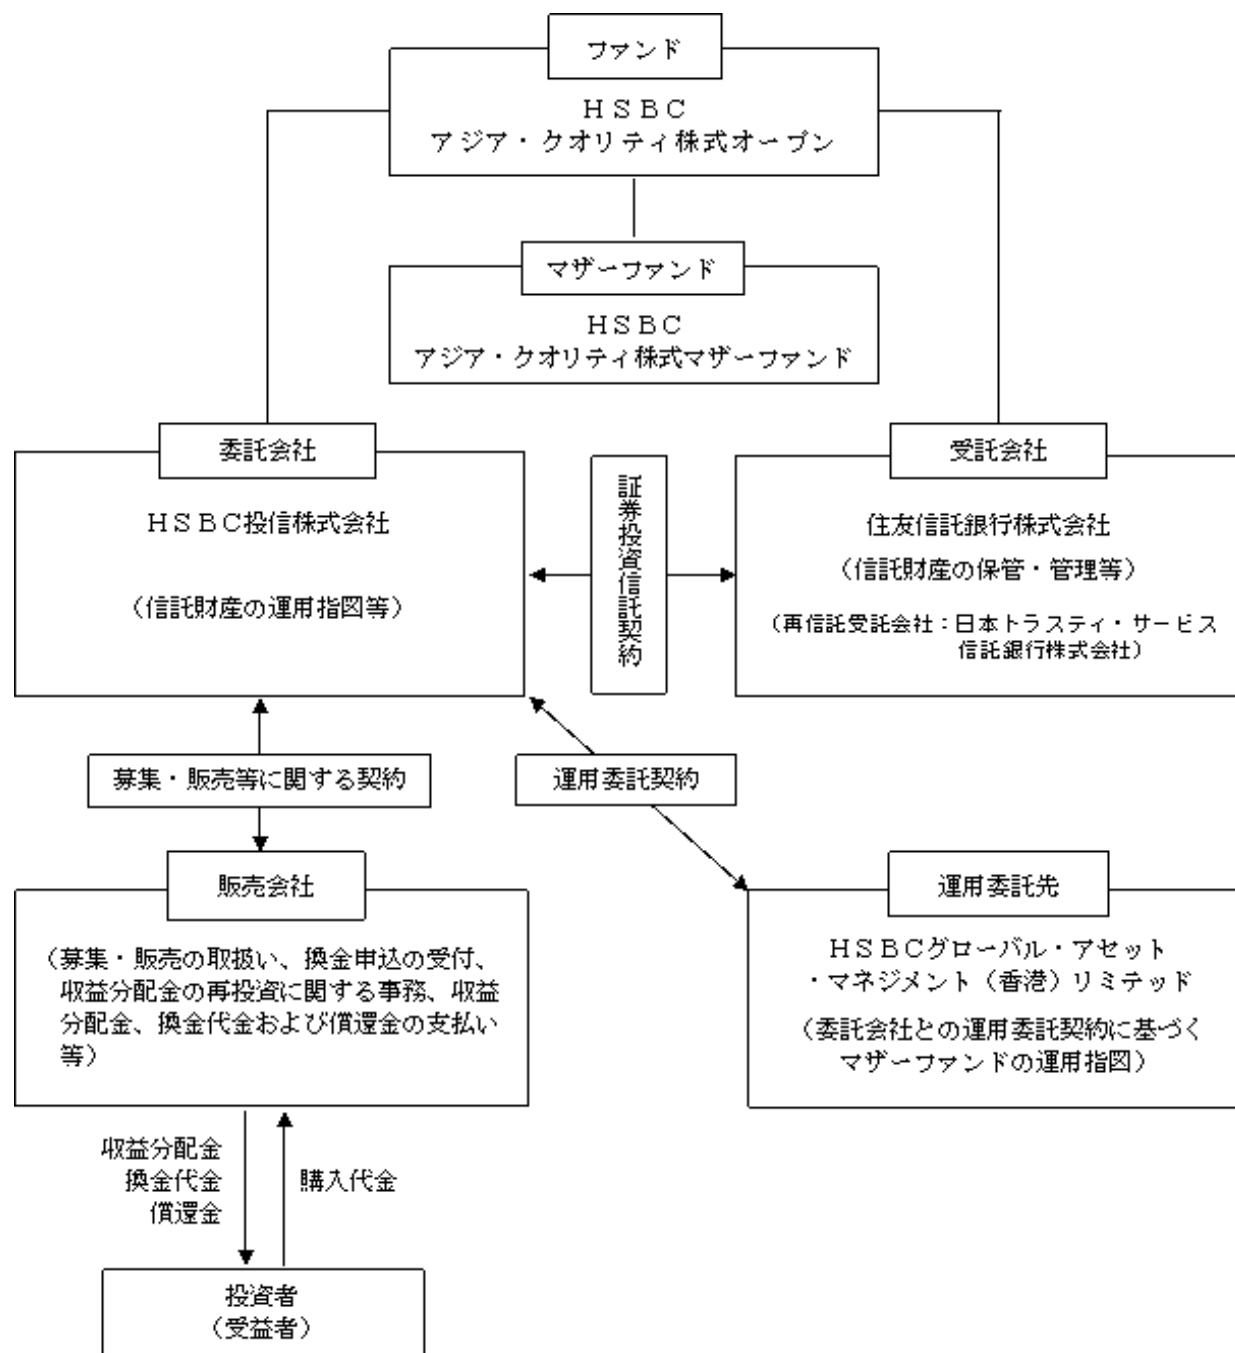 ファンド
ＨＳＢＣ
アジア・クオリティ株式オープン
マザーファンド
ＨＳＢＣ
アジア・クオリティ株式マザーファンド
委託会社
ＨＳＢＣ投信株式会社
（信託財産の運用指図等）
証券投資信託契約
受託会社
住友信託銀行株式会社
（信託財産の保管・管理等）
（再信託受託会社：日本トラスティ・サービス
信託銀行株式会社）
募集・販売等に関する契約
運用委託契約
販売会社
（募集・販売の取扱い、換金申込の受付、
収益分配金の再投資に関する事務、収益
分配金、換金代金および償還金の支払い
等）
運用委託先
ＨＳＢＣグローバル・アセット
・マネジメント（香港）リミテッド
（委託会社との運用委託契約に基づく
マザーファンドの運用指図）
収益分配金
換金代金
償還金
購入代金
投資者
（受益者）